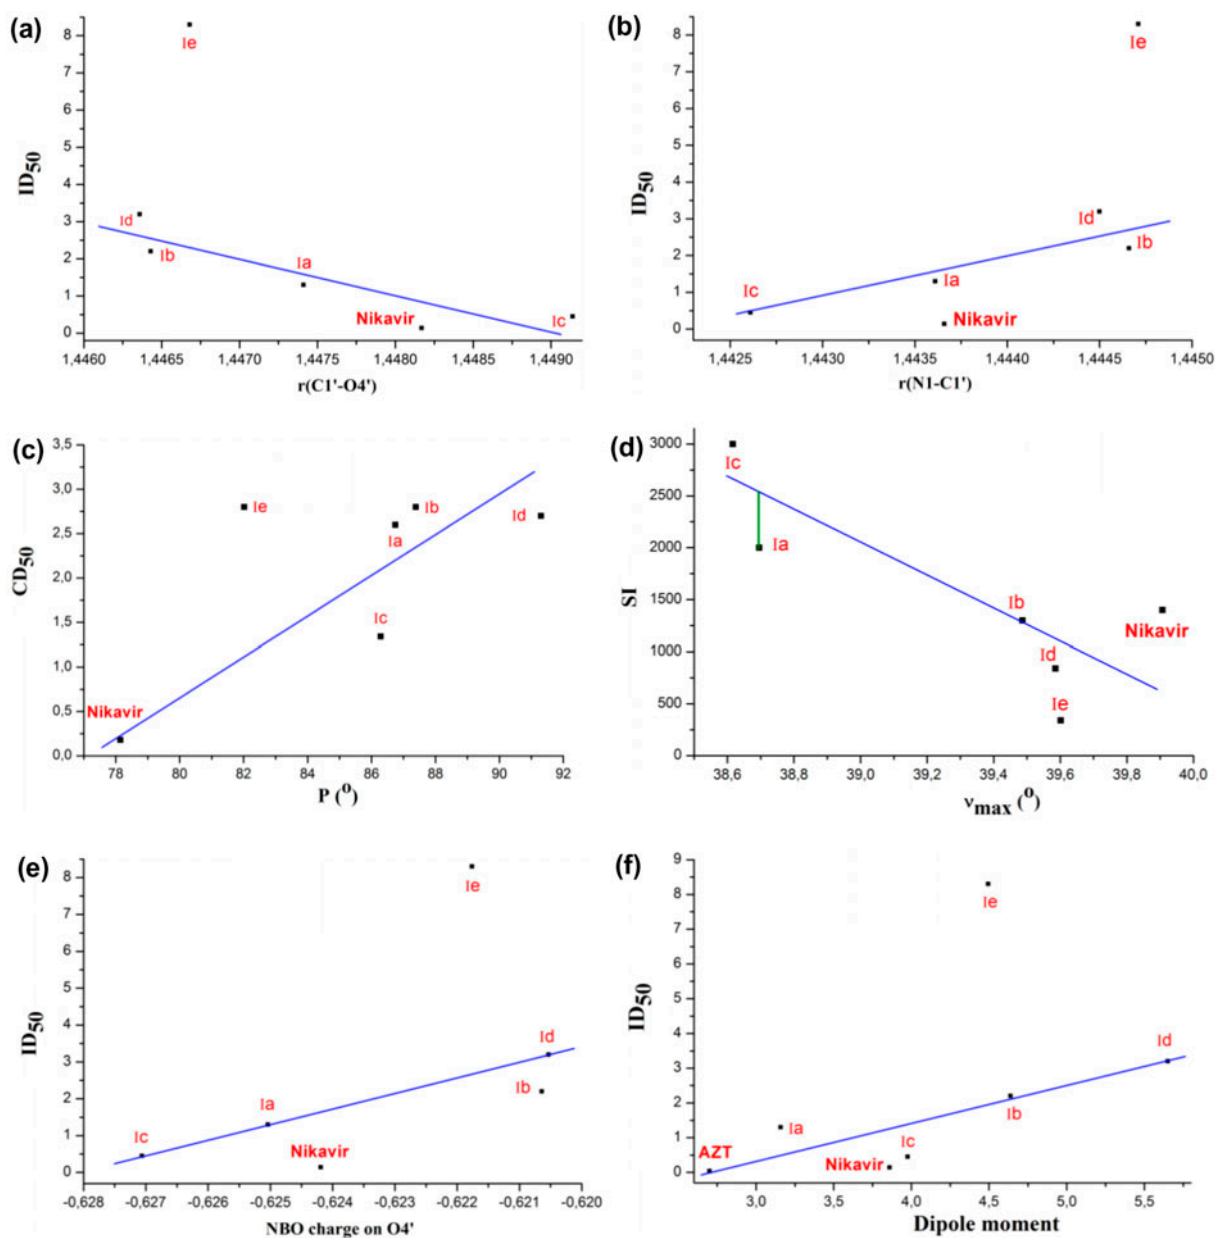 (a)
ID50
8
7
6
5
4
3
2
1
0
Ie
Id
Ib
Ia
Nikavir
Ic
1,4460 1,4465 1,4470 1,4475 1,4480 1,4485 1,4490
r(C1'-O4')
(b)
ID50
8
7
6
5
4
3
2
1
0
Ie
Id
Ib
Ic
Ia
Nikavir
1,4425 1,4430 1,4435 1,4440 1,4445 1,4450
r(N1-C1')
(c)
CD50
3,5
3,0
2,5
2,0
1,5
1,0
0,5
0,0
Ie
Ib
Id
Ia
Ic
Nikavir
78 80 82 84 86 88 90 92
P (o)
(d)
SI
3000
2500
2000
1500
1000
500
0
Ic
Ia
Ib
Nikavir
Id
Ie
38,6 38,8 39,0 39,2 39,4 39,6 39,8 40,0
νmax (o)
(e)
ID50
8
7
6
5
4
3
2
1
0
Ie
Id
Ib
Ia
Ic
Nikavir
-0,628 -0,627 -0,626 -0,625 -0,624 -0,623 -0,622 -0,621 -0,620
NBO charge on O4'
(f)
ID50
9
8
7
6
5
4
3
2
1
0
Ie
Id
Ib
Ia
Ic
AZT
Nikavir
3,0 3,5 4,0 4,5 5,0 5,5
Dipole moment